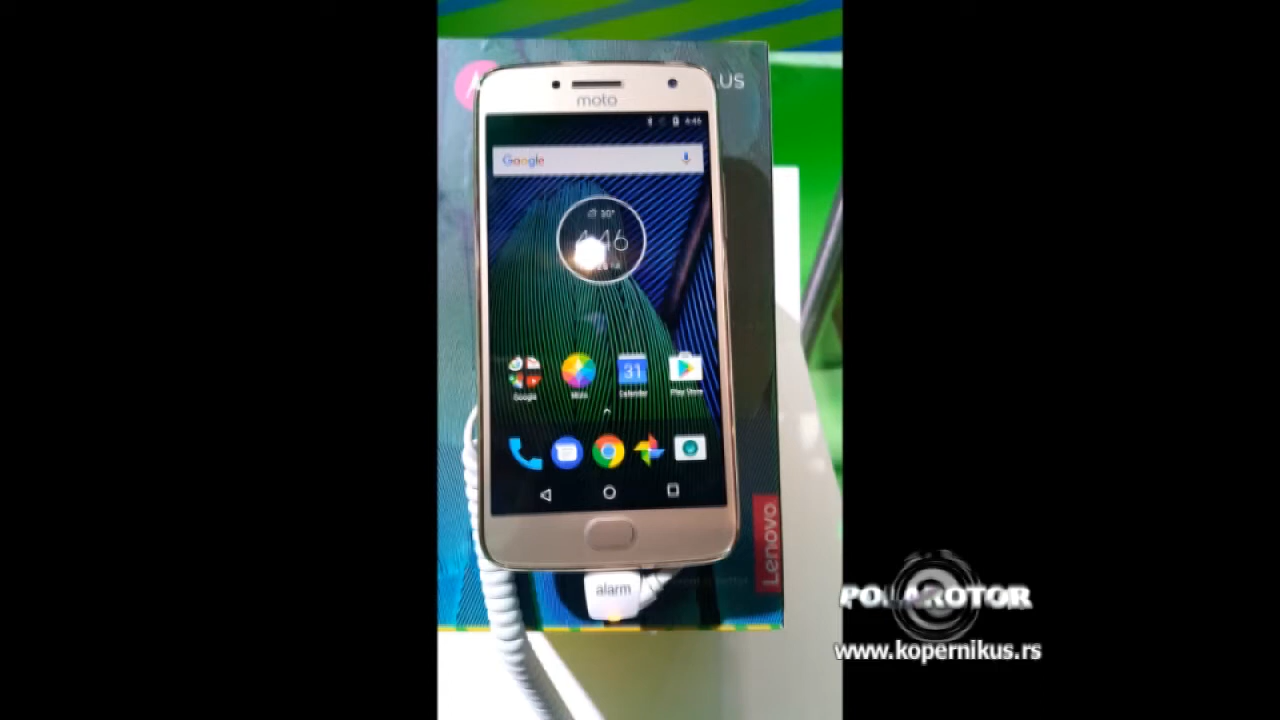 US
moto
4:46
Google
30°
4:46
Google
Moto
31
Calendar
Play Store
Lenovo
alarm
POLAROTOR
www.kopernikus.rs